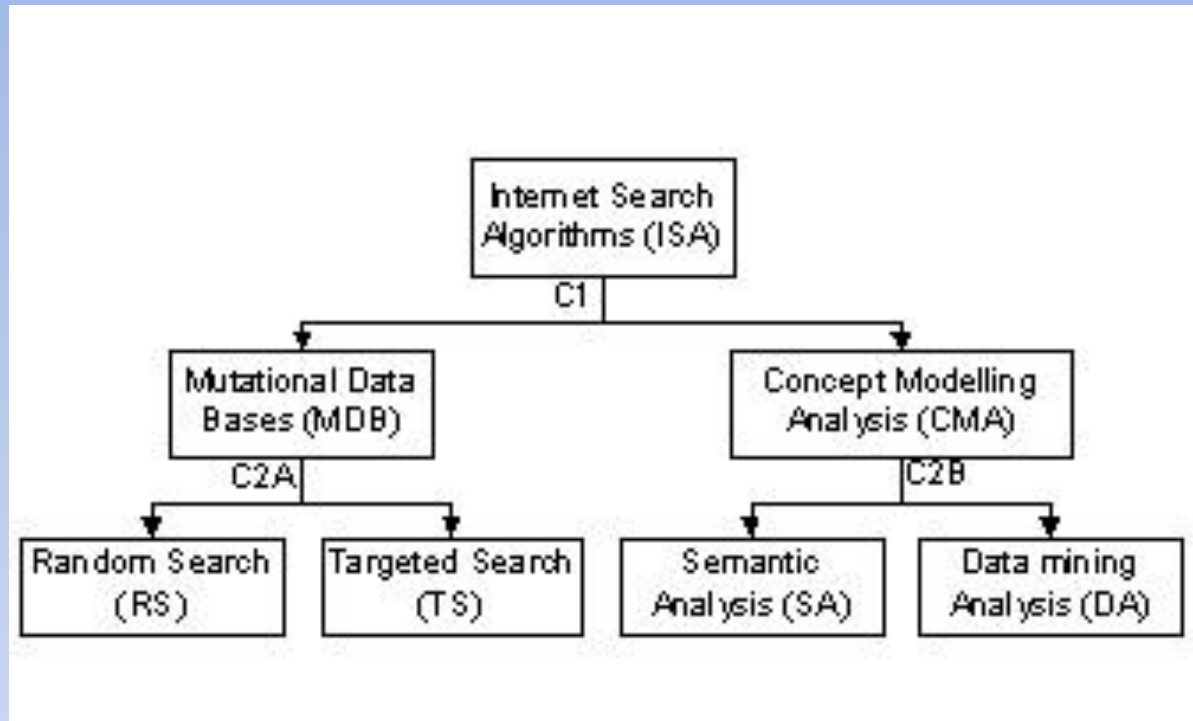 Internet Search
Algorithms (ISA)
C1
Mutational Data
Bases (MDB)
Concept Modelling
Analysis (CMA)
C2A
C2B
Random Search
(RS)
Targeted Search
(TS)
Semantic
Analysis (SA)
Data mining
Analysis (DA)